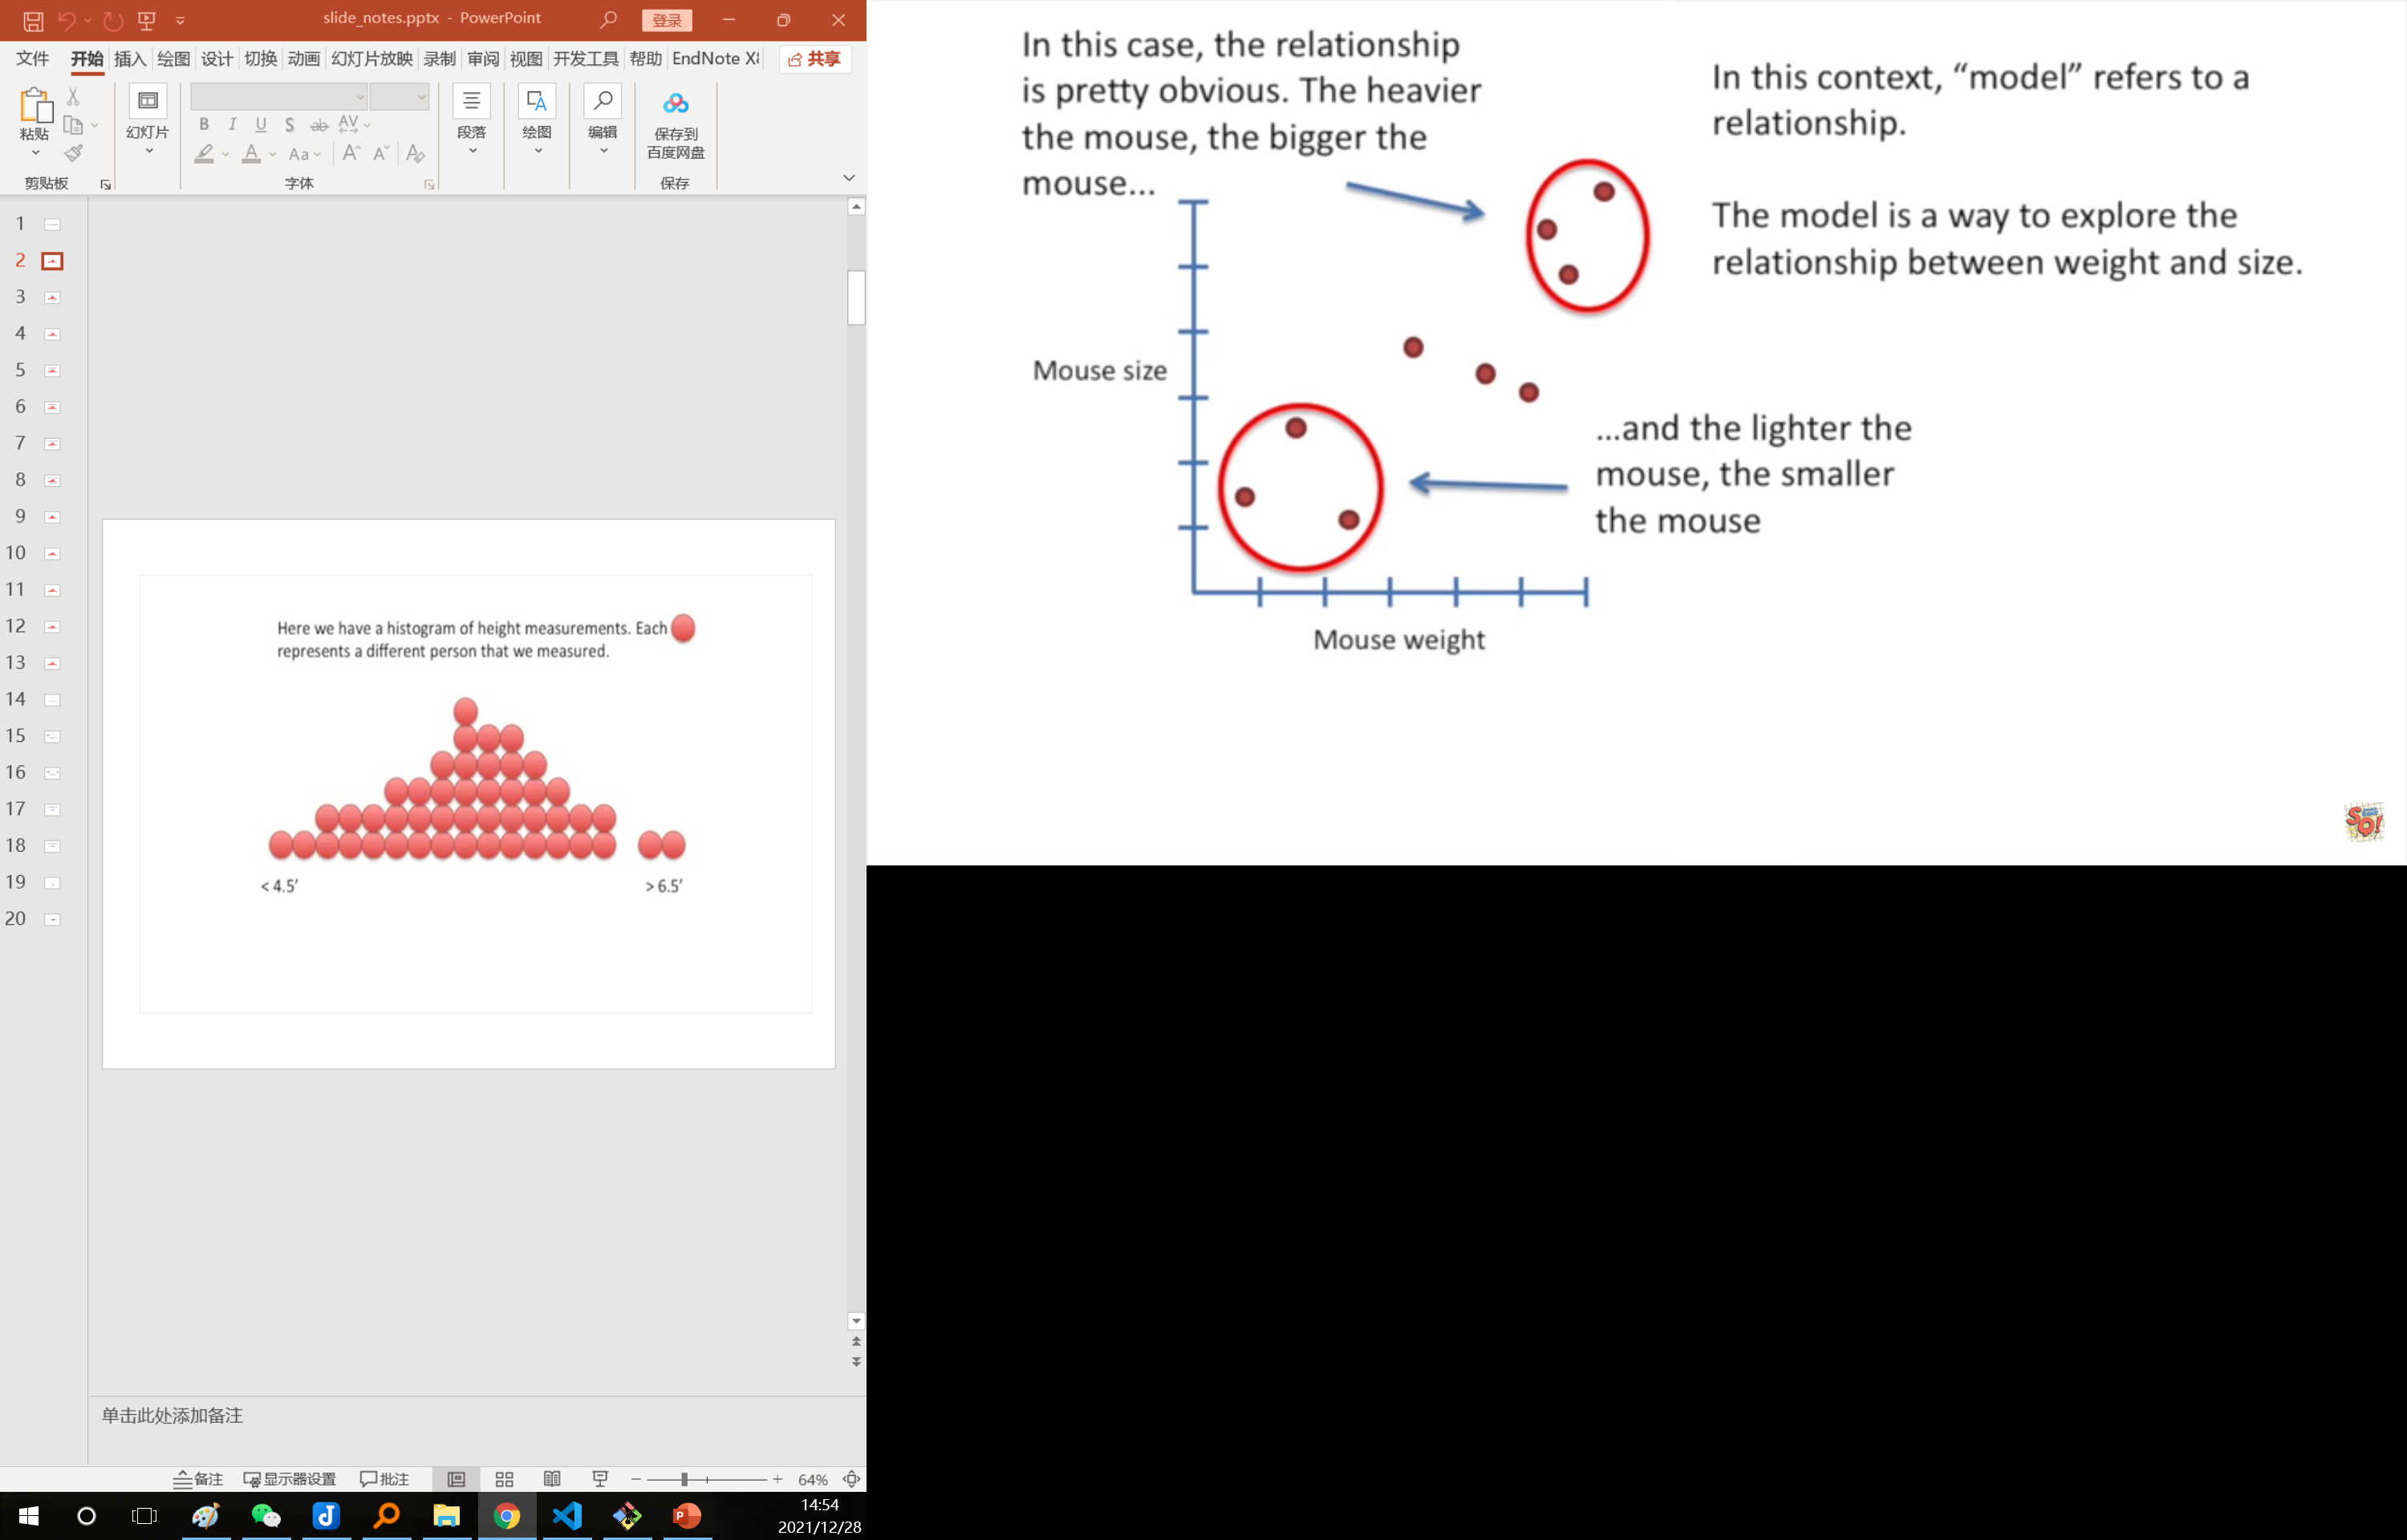 slide_notes.pptx - PowerPoint
登录
文件 开始 插入 绘图 设计 切换 动画 幻灯片放映 录制 审阅 视图 开发工具 帮助 EndNote X
共享
粘贴
幻灯片
B I U S ab AV
Aa A A A
段落
绘图
编辑
保存到
百度网盘
剪贴板
字体
保存
1
2
3
4
5
6
7
8
9
10
11
12
13
14
15
16
17
18
19
20
Here we have a histogram of height measurements. Each
represents a different person that we measured.
< 4.5′
> 6.5′
单击此处添加备注
备注 显示器设置 批注
64%
14:54
2021/12/28
In this case, the relationship
is pretty obvious. The heavier
the mouse, the bigger the
mouse...
In this context, “model” refers to a
relationship.
The model is a way to explore the
relationship between weight and size.
Mouse size
...and the lighter the
mouse, the smaller
the mouse
Mouse weight
SQ!